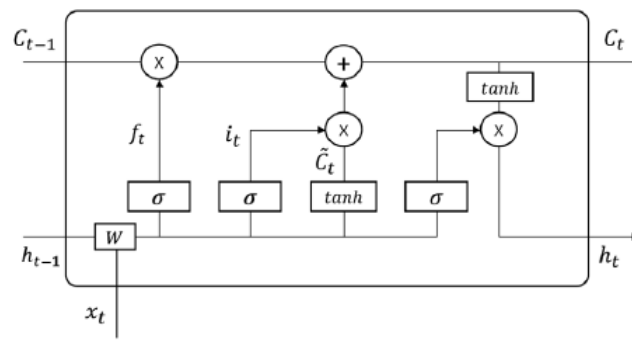 C_{t-1} C_t
x +
tanh
f_t i_t x x
C̃_t
σ σ tanh σ
W
h_{t-1} h_t
x_t